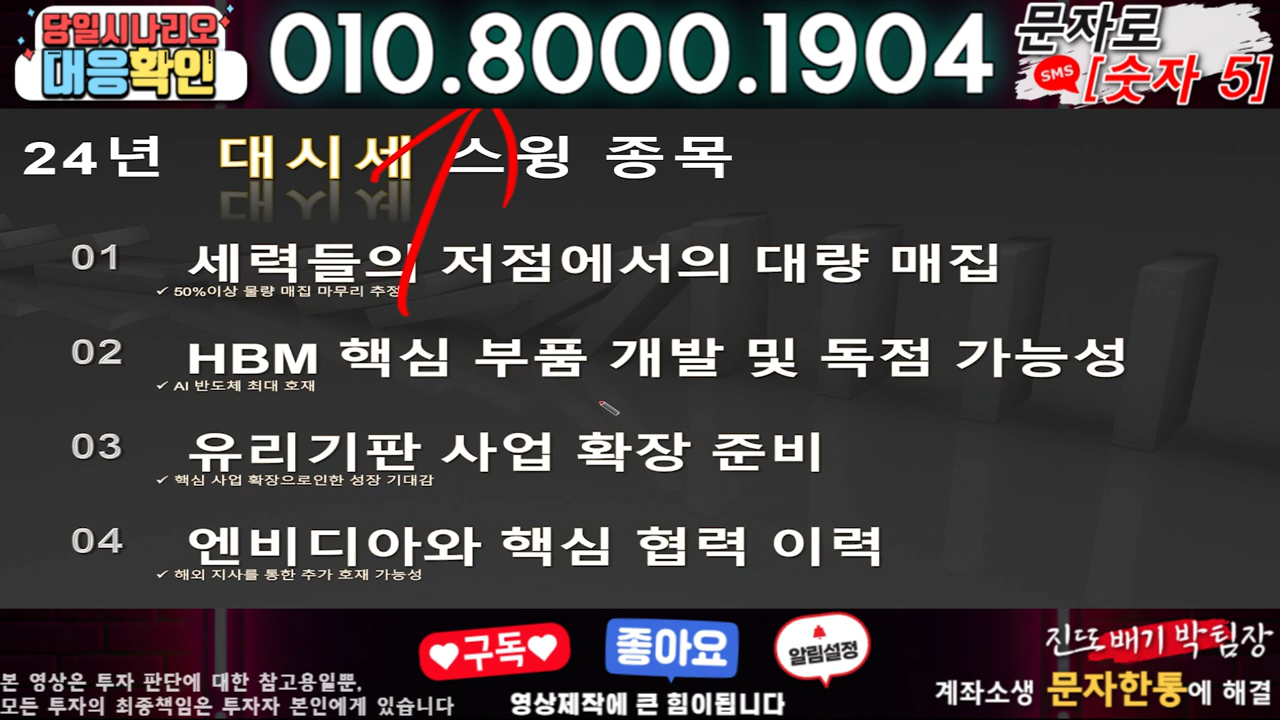 당일시나리오
대응확인
010.8000.1904
문자로
SMS [숫자 5]
24년 대시세 스윙 종목
01 세력들의 저점에서의 대량 매집
✓ 50%이상 물량 매집 마무리 추정
02 HBM 핵심 부품 개발 및 독점 가능성
✓ AI 반도체 최대 호재
03 유리기판 사업 확장 준비
✓ 핵심 사업 확장으로인한 성장 기대감
04 엔비디아와 핵심 협력 이력
✓ 해외 지사를 통한 추가 호재 가능성
구독
좋아요
알림설정
진또배기 박팀장
본 영상은 투자 판단에 대한 참고용일뿐,
모든 투자의 최종책임은 투자자 본인에게 있습니다
영상제작에 큰 힘이됩니다
계좌소생 문자한통에 해결